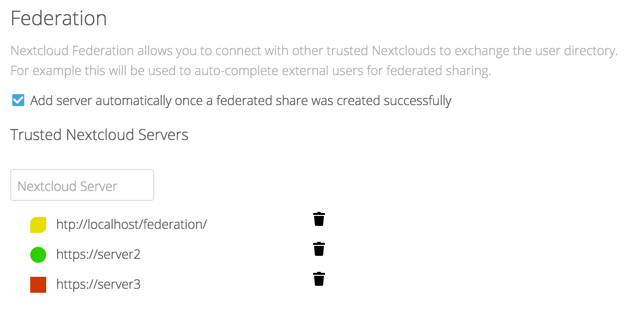 Federation
Nextcloud Federation allows you to connect with other trusted Nextclouds to exchange the user directory.
For example this will be used to auto-complete external users for federated sharing.
Add server automatically once a federated share was created successfully
Trusted Nextcloud Servers
Nextcloud Server
htp://localhost/federation/
https://server2
https://server3